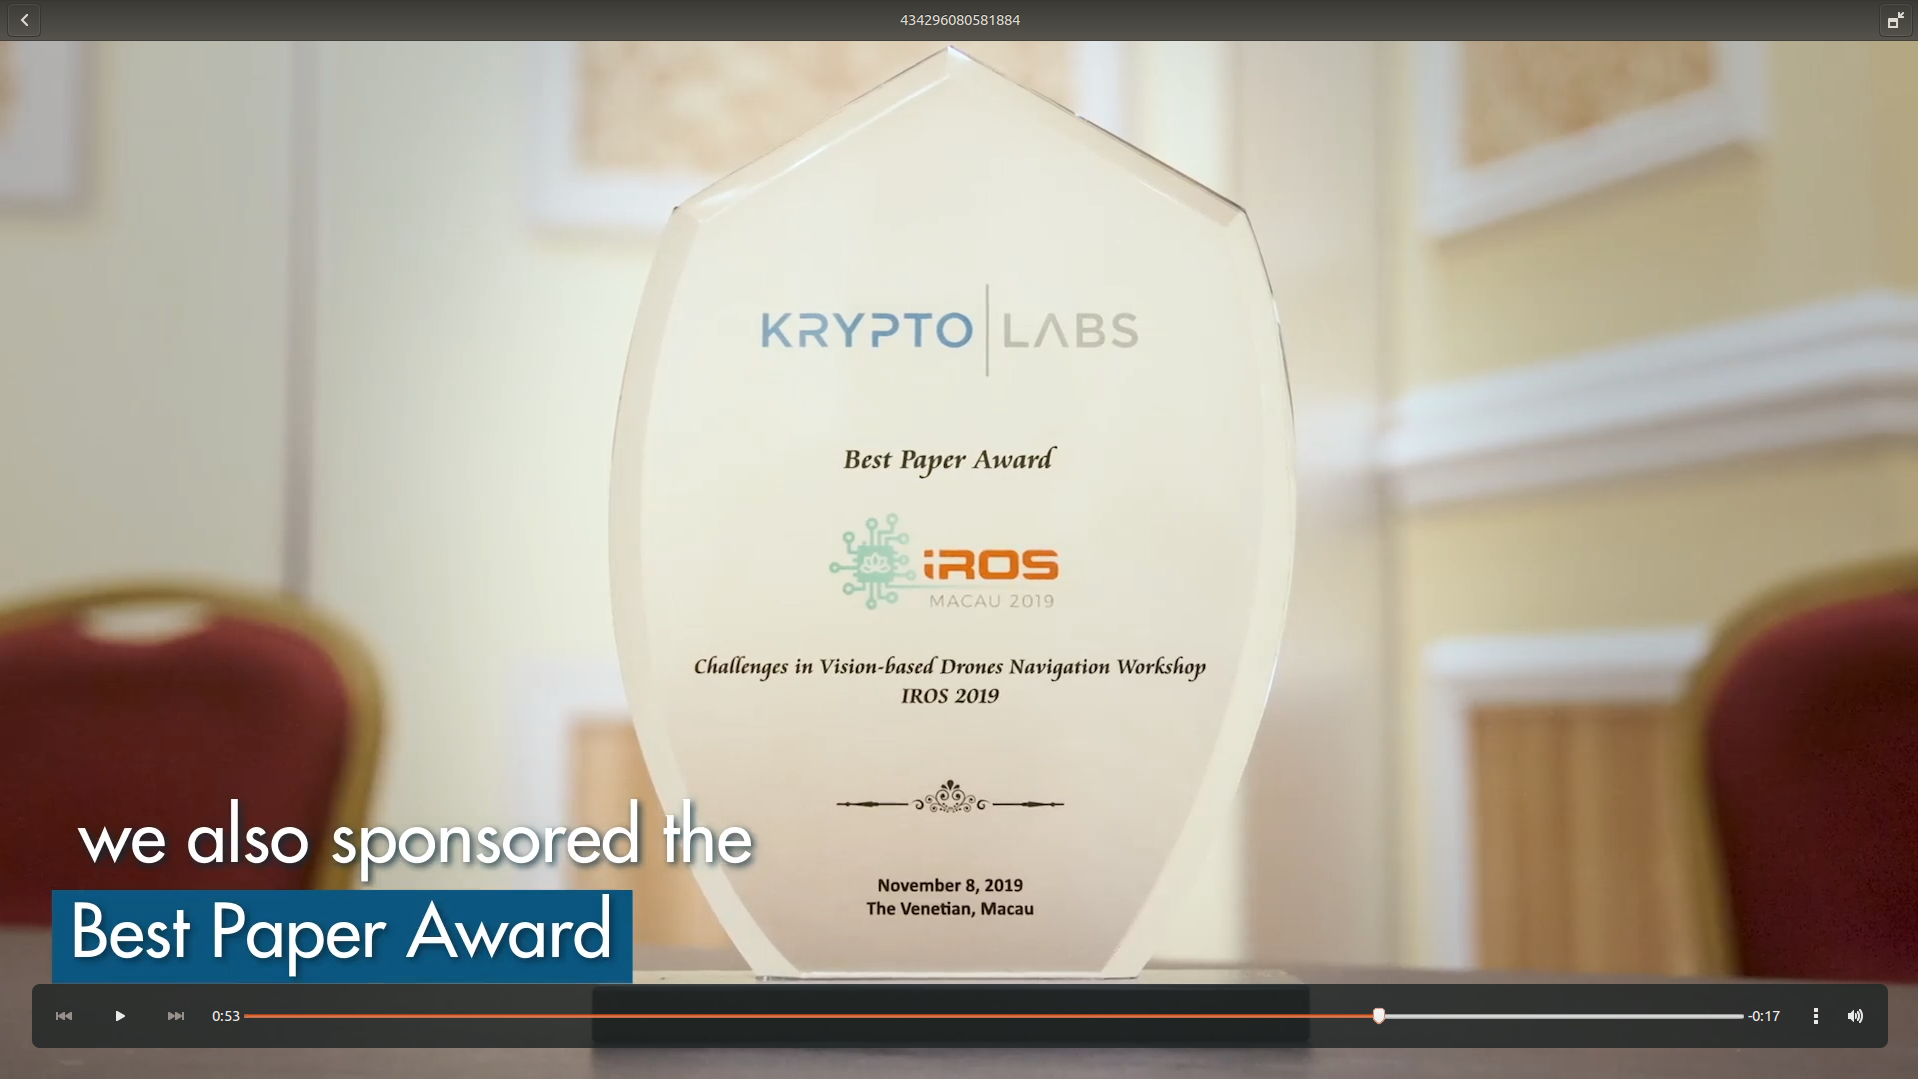 434296080581884
KRYPTO | LABS
Best Paper Award
iROS
MACAU 2019
Challenges in Vision-based Drones Navigation Workshop
IROS 2019
November 8, 2019
The Venetian, Macau
we also sponsored the
Best Paper Award
0:53
-0:17